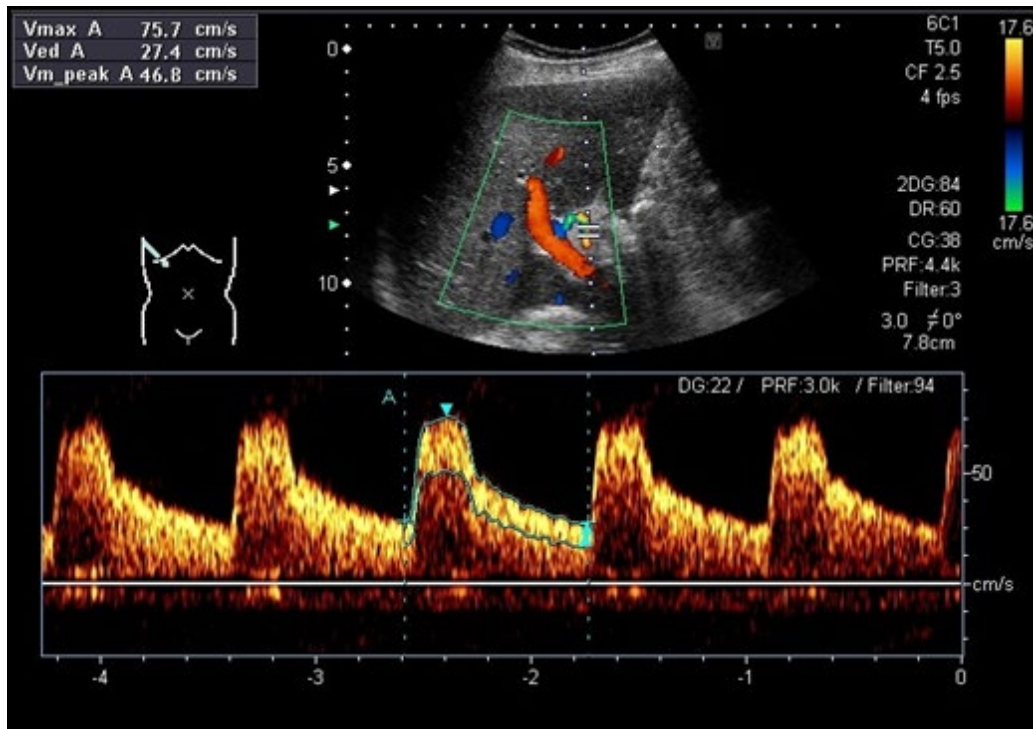 Vmax A 75.7 cm/s
Ved A 27.4 cm/s
Vm_peak A 46.8 cm/s
0
5
10
V
6C1
T5.0
CF 2.5
4 fps
2DG:84
DR:60
CG:38
PRF:4.4k
Filter:3
3.0 ≠0°
7.8cm
17.6
17.6
cm/s
A
DG:22 / PRF:3.0k / Filter:94
50
cm/s
-4 -3 -2 -1 0